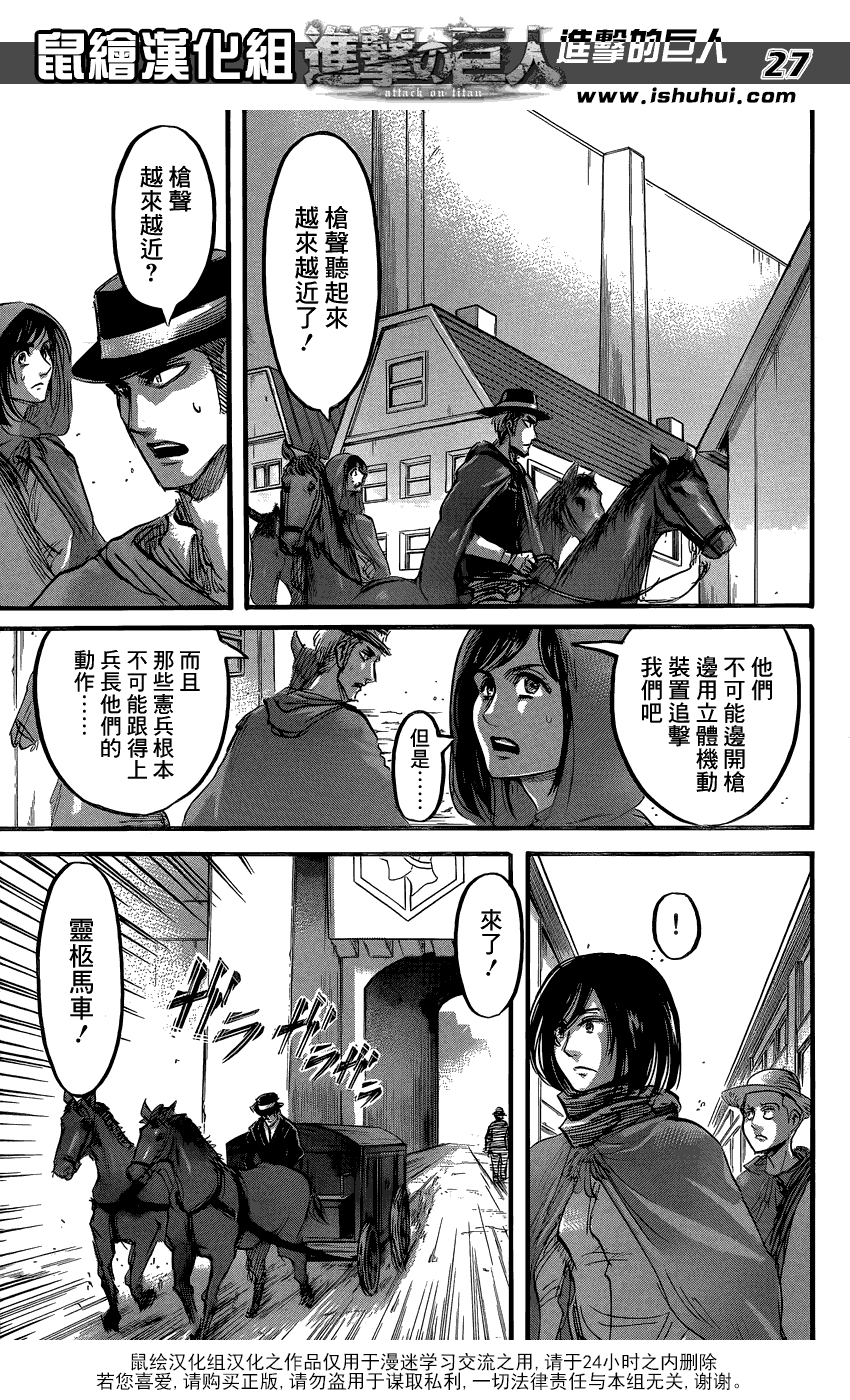 鼠繪漢化組
進撃の巨人
attack on titan
進擊的巨人
27
www.ishuhui.com
槍聲聽起來
越來越近了！
槍聲
越來越近？
他們
不可能邊開槍
邊用立體機動
裝置追擊
我們吧
但是……
而且
那些憲兵根本
不可能跟得上
兵長他們的
動作……
！
來了！
ガラ
ガラ
ガラ
靈柩馬車！
鼠绘汉化组汉化之作品仅用于漫迷学习交流之用, 请于24小时之内删除
若您喜爱, 请购买正版, 请勿用于谋取私利, 一切法律责任与本组无关, 谢谢.